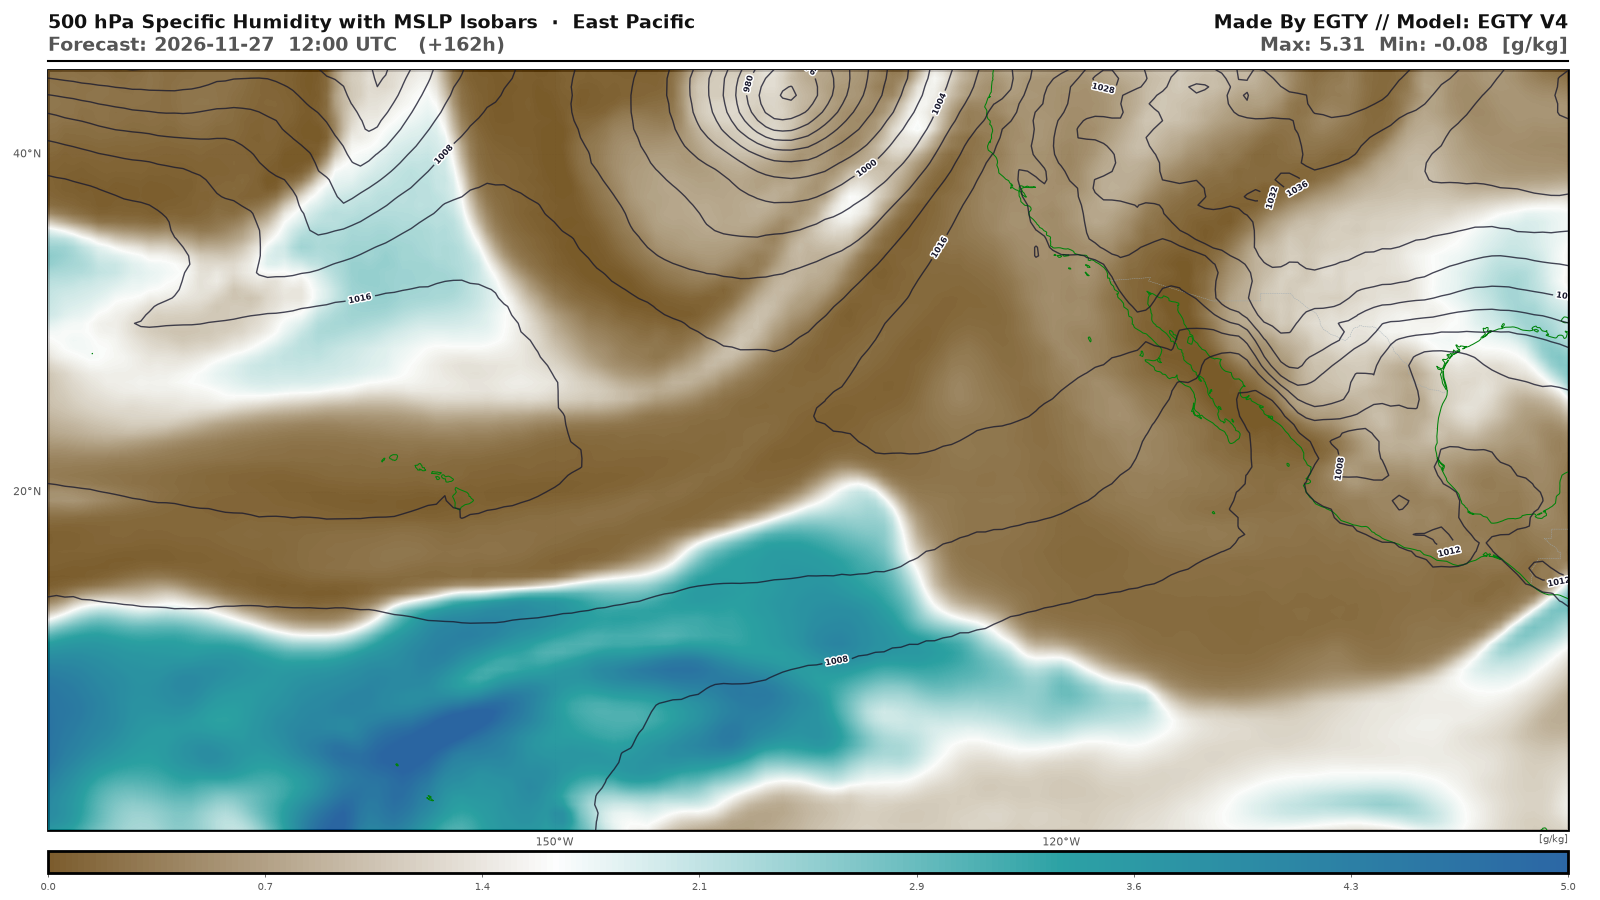 500 hPa Specific Humidity with MSLP Isobars · East Pacific
Made By EGTY // Model: EGTY V4
Forecast: 2026-11-27 12:00 UTC (+162h)
Max: 5.31 Min: -0.08 [g/kg]
980
1028
1004
40°N
1008
1000
1032
1036
1016
1016
10
1008
20°N
1012
1012
1008
150°W
120°W
[g/kg]
0.0
0.7
1.4
2.1
2.9
3.6
4.3
5.0